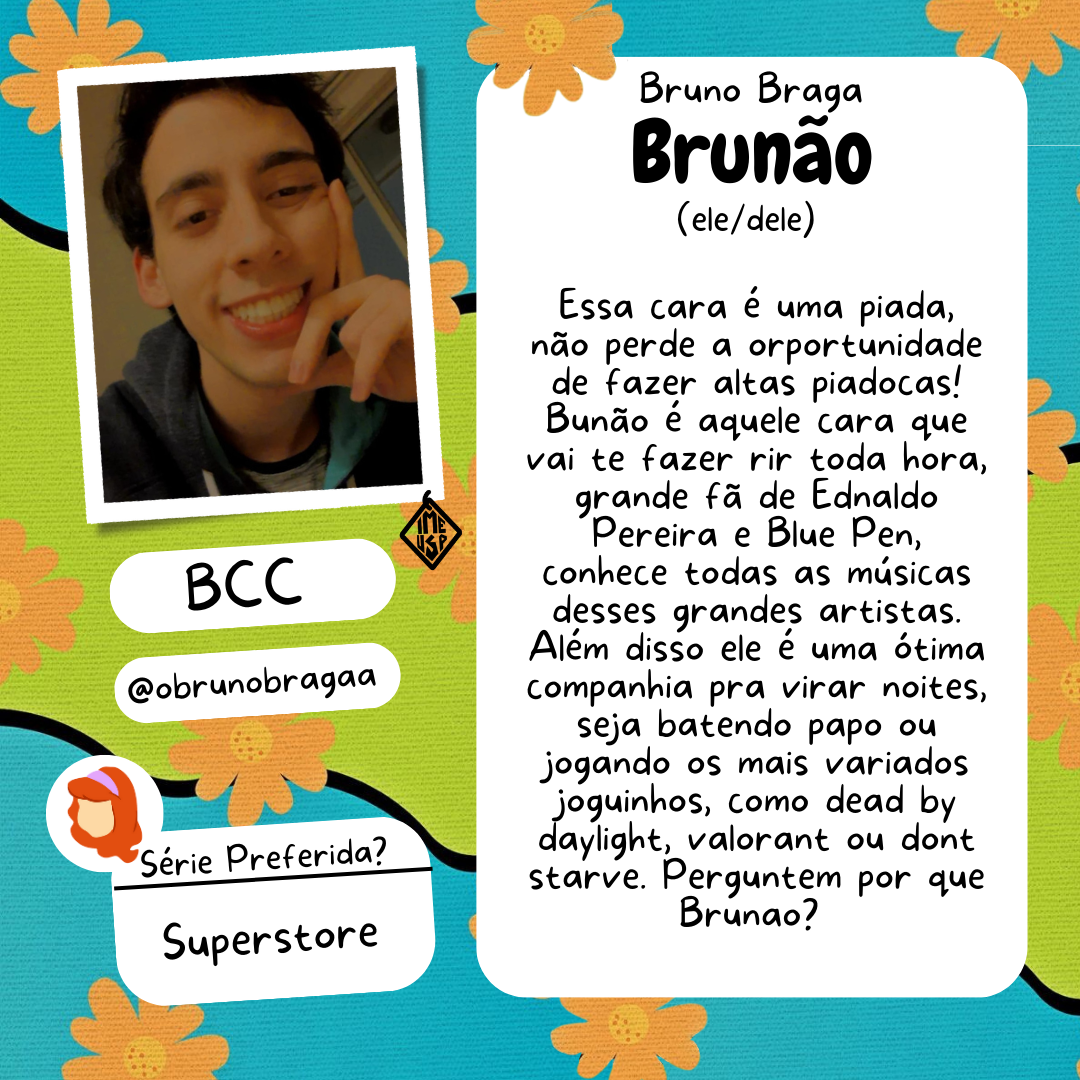 Bruno Braga
Brunão
(ele/dele)
Essa cara é uma piada,
não perde a orportunidade
de fazer altas piadocas!
Bunão é aquele cara que
vai te fazer rir toda hora,
grande fã de Ednaldo
Pereira e Blue Pen,
conhece todas as músicas
desses grandes artistas.
Além disso ele é uma ótima
companhia pra virar noites,
seja batendo papo ou
jogando os mais variados
joguinhos, como dead by
daylight, valorant ou dont
starve. Perguntem por que
Brunao?
IME
USP
BCC
@obrunobragaa
Série Preferida?
Superstore